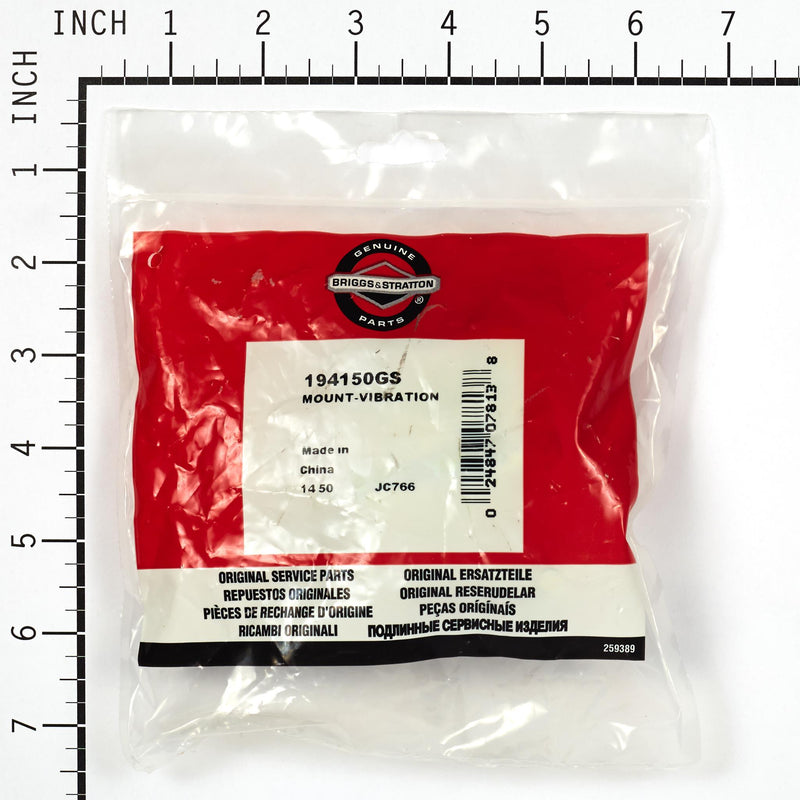 INCH 1 2 3 4 5 6 7
INCH
1
2
3
4
5
6
7
GENUINE
BRIGGS&STRATTON
®
PARTS
194150GS
MOUNT-VIBRATION
Made in
China
14 50 JC766
0 24847 07813 8
ORIGINAL SERVICE PARTS
REPUESTOS ORIGINALES
PIÈCES DE RECHANGE D'ORIGINE
RICAMBI ORIGINALI
ORIGINAL ERSATZTEILE
ORIGINAL RESERUDELAR
PEÇAS ORIGÍNAIS
ПОДЛИННЫЕ СЕРВИСНЫЕ ИЗДЕЛИЯ
259389